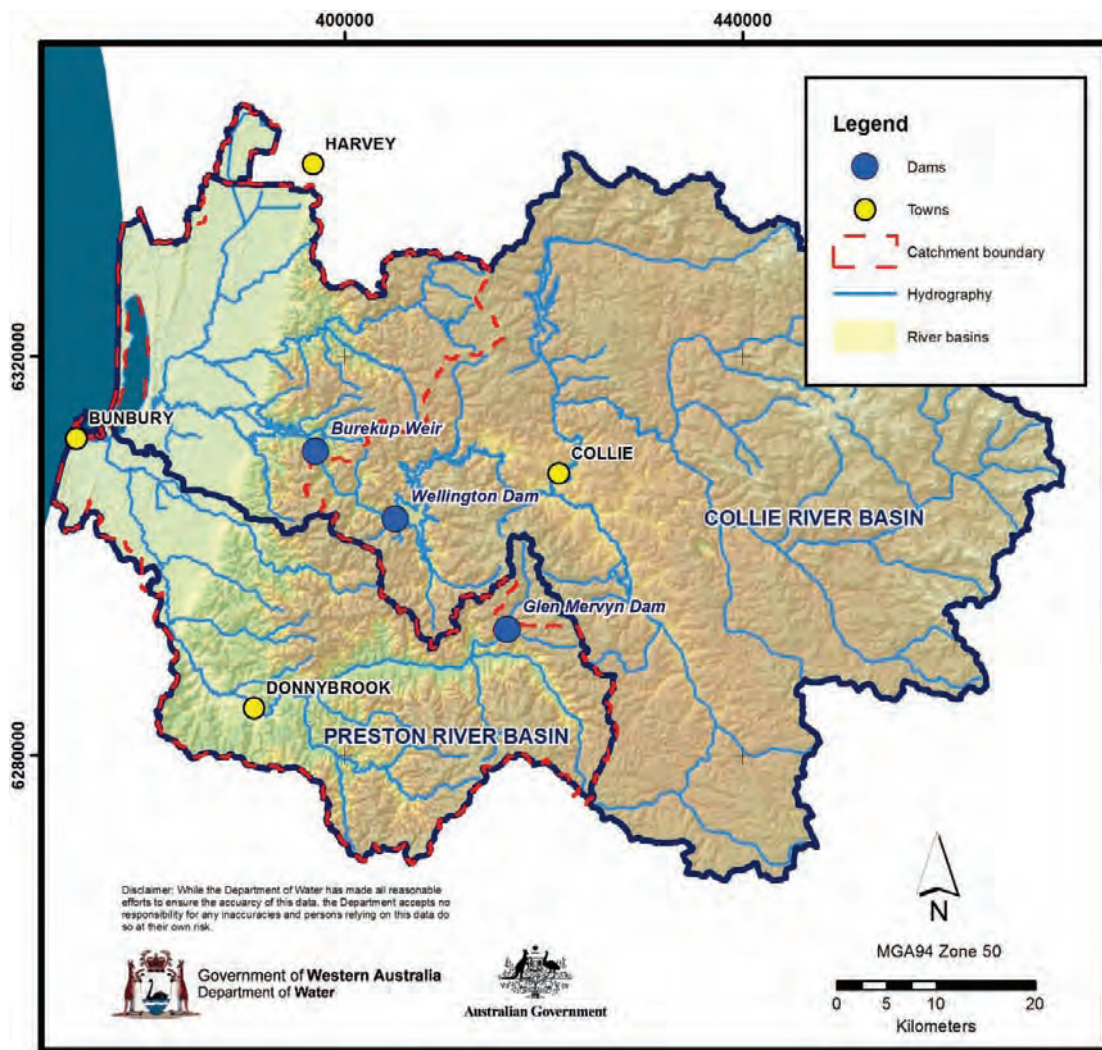 400000
440000
Legend
Dams
Towns
Catchment boundary
Hydrography
River basins
HARVEY
6320000
BUNBURY
Burekup Weir
COLLIE
Wellington Dam
COLLIE RIVER BASIN
Glen Mervyn Dam
DONNYBROOK
PRESTON RIVER BASIN
6280000
Disclaimer: While the Department of Water has made all reasonable
efforts to ensure the accuarcy of this data, the Department accepts no
responsibility for any inaccuracies and persons relying on this data do
so at their own risk.
N
MGA94 Zone 50
Government of Western Australia
Department of Water
Australian Government
0 5 10 20
Kilometers